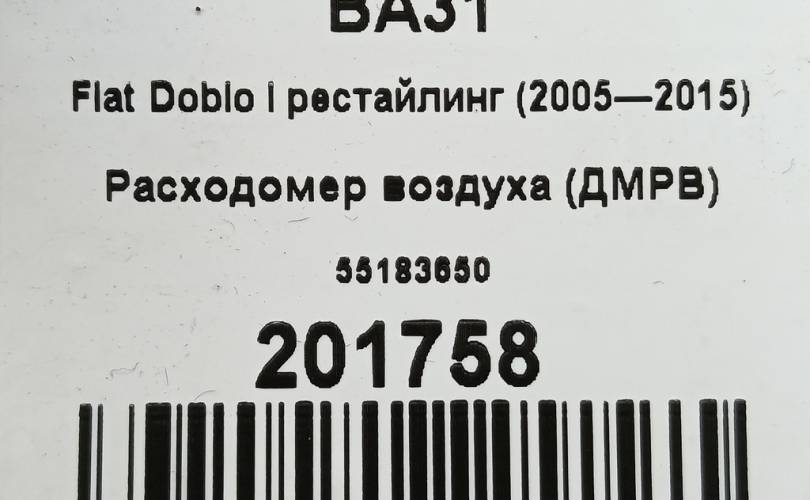 BA31
Fiat Doblo I рестайлинг (2005—2015)
Расходомер воздуха (ДМРВ)
55183650
201758